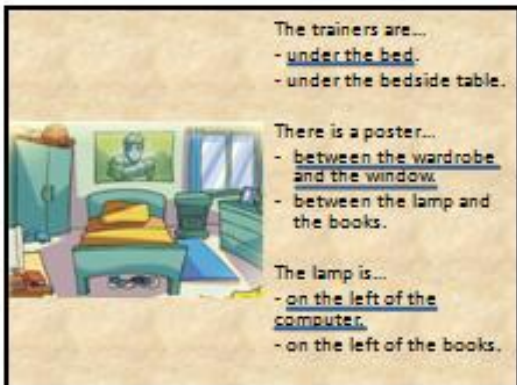 The trainers are...
- under the bed.
- under the bedside table.
There is a poster...
- between the wardrobe
and the window.
- between the lamp and
the books.
The lamp is...
- on the left of the
computer.
- on the left of the books.